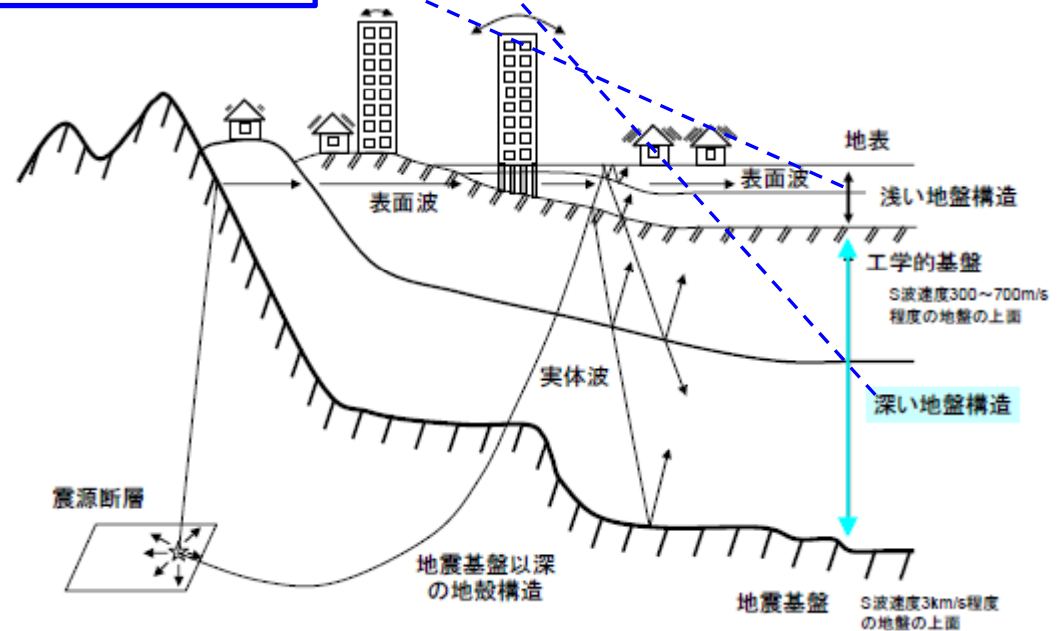 地表
表面波
表面波
浅い地盤構造
工学的基盤
S波速度300～700m/s
程度の地盤の上面
実体波
深い地盤構造
震源断層
地震基盤以深
の地殻構造
地震基盤
S波速度3km/s程度
の地盤の上面